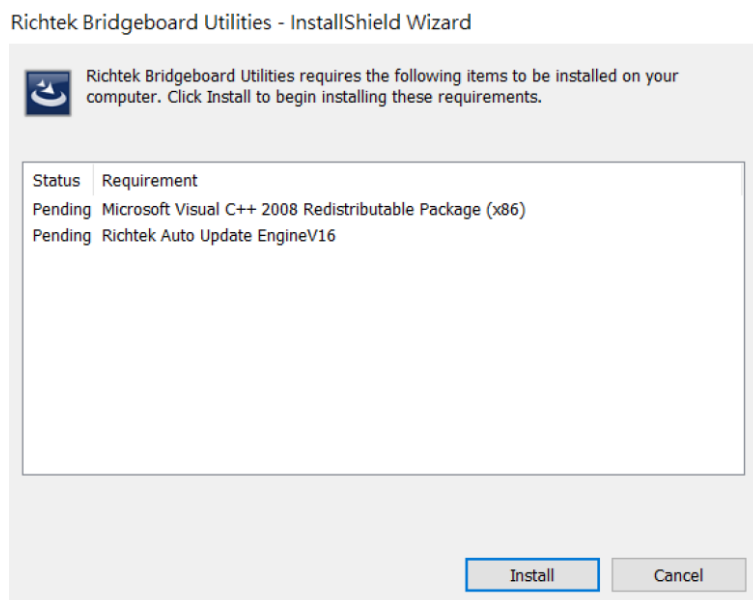 Richtek Bridgeboard Utilities - InstallShield Wizard
Richtek Bridgeboard Utilities requires the following items to be installed on your
computer. Click Install to begin installing these requirements.
Status Requirement
Pending Microsoft Visual C++ 2008 Redistributable Package (x86)
Pending Richtek Auto Update EngineV16
Install Cancel